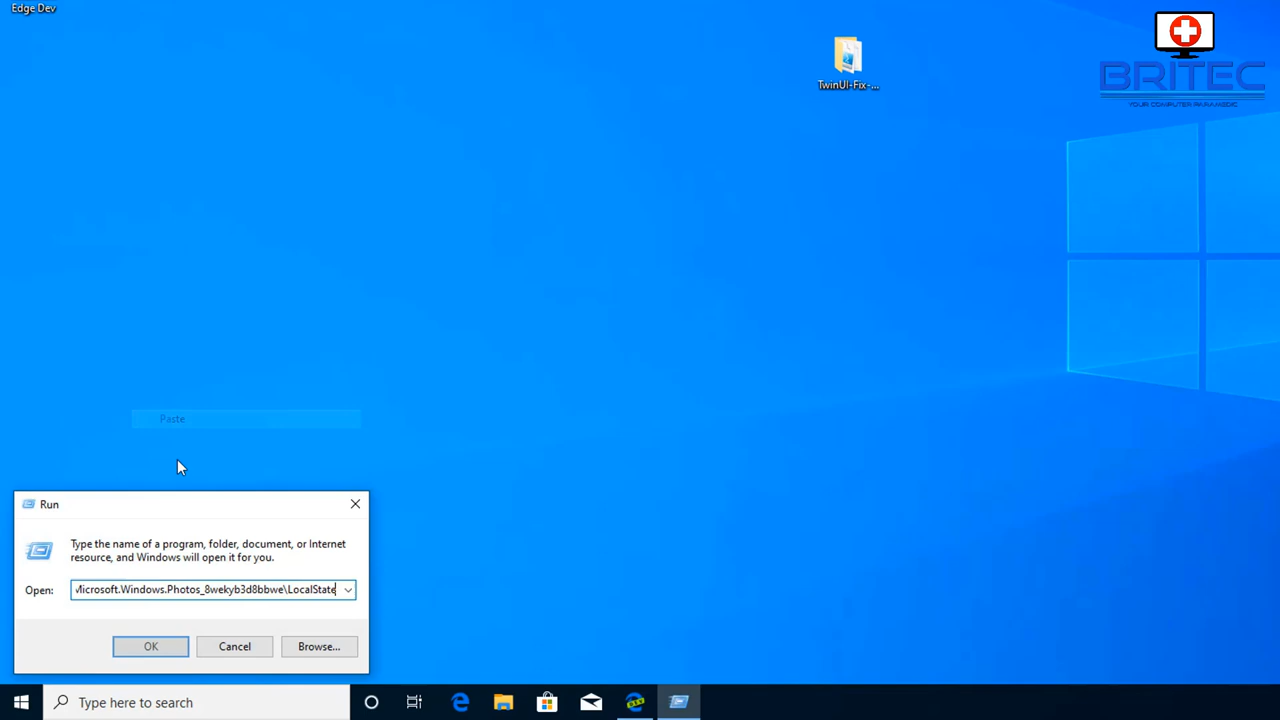 Edge Dev
TwinUI-Fix-...
BRITEC
YOUR COMPUTER PARAMEDIC
Paste
Run
Type the name of a program, folder, document, or Internet
resource, and Windows will open it for you.
Open:
Microsoft.Windows.Photos_8wekyb3d8bbwe\LocalState
OK
Cancel
Browse...
Type here to search